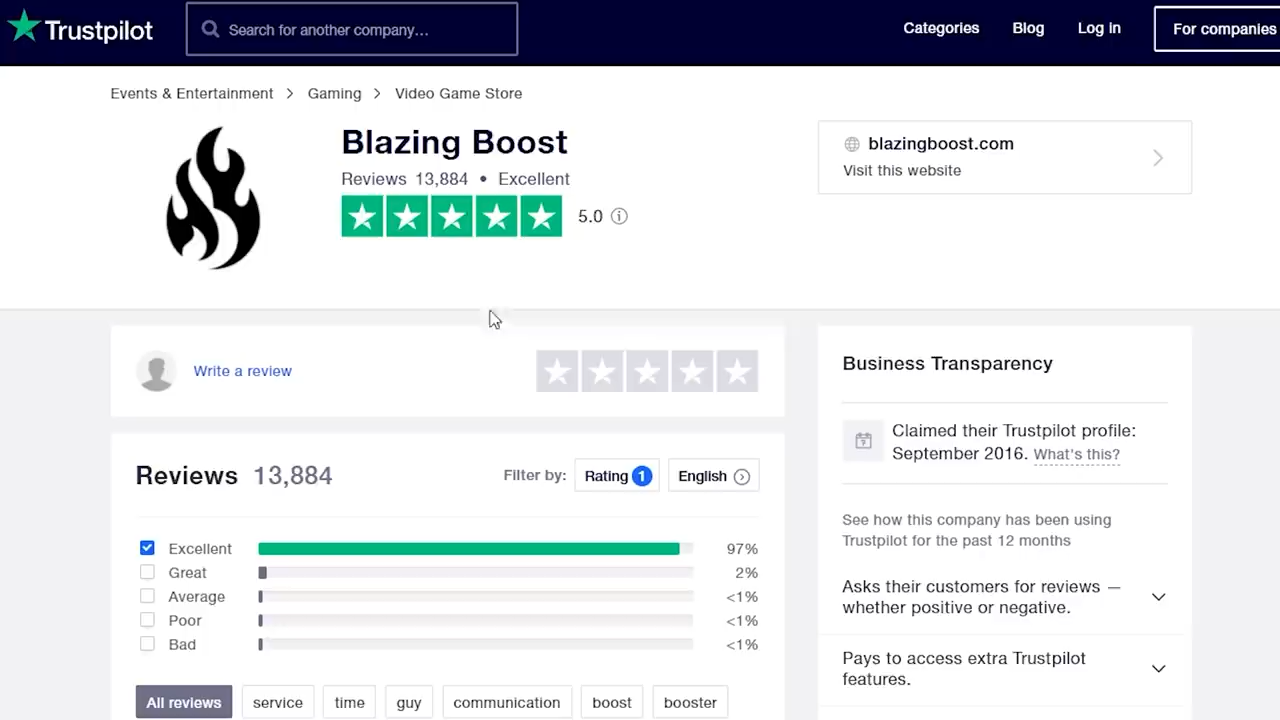 Trustpilot
Search for another company...
Categories
Blog
Log in
For companies
Events & Entertainment > Gaming > Video Game Store
Blazing Boost
Reviews 13,884 • Excellent
5.0
blazingboost.com
Visit this website
Write a review
Reviews 13,884
Filter by: Rating 1 English
Excellent 97%
Great 2%
Average <1%
Poor <1%
Bad <1%
All reviews service time guy communication boost booster
Business Transparency
Claimed their Trustpilot profile:
September 2016. What's this?
See how this company has been using
Trustpilot for the past 12 months
Asks their customers for reviews —
whether positive or negative.
Pays to access extra Trustpilot
features.